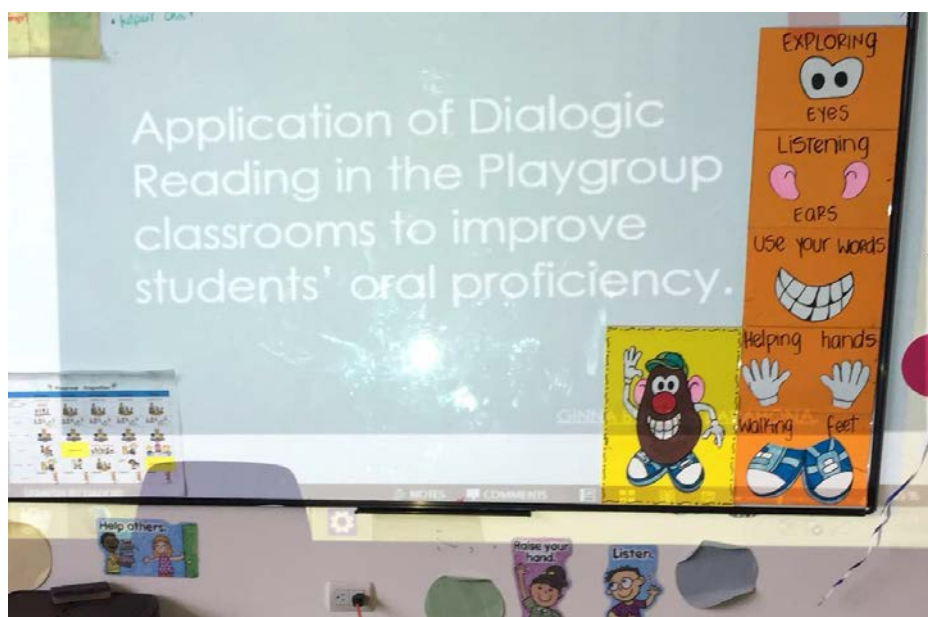 Application of Dialogic
Reading in the Playgroup
classrooms to improve
students' oral proficiency.
EXPLORING
EYES
LISTENING
EARS
USE YOUR WORDS
Helping hands
Walking feet
NOTES
COMMENTS
Help others.
Raise your
hand.
Listen.